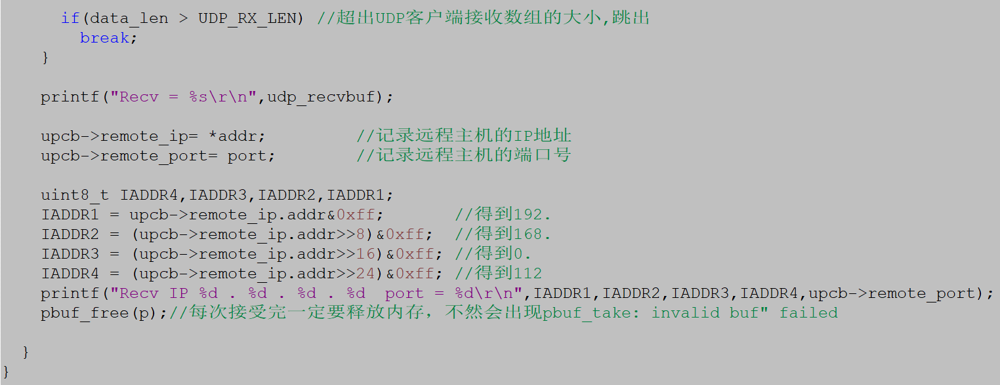 if(data_len > UDP_RX_LEN) //超出UDP客户端接收数组的大小,跳出
break;
}
printf("Recv = %s\r\n",udp_recvbuf);
upcb->remote_ip= *addr; //记录远程主机的IP地址
upcb->remote_port= port; //记录远程主机的端口号
uint8_t IADDR4,IADDR3,IADDR2,IADDR1;
IADDR1 = upcb->remote_ip.addr&0xff; //得到192.
IADDR2 = (upcb->remote_ip.addr>>8)&0xff; //得到168.
IADDR3 = (upcb->remote_ip.addr>>16)&0xff; //得到0.
IADDR4 = (upcb->remote_ip.addr>>24)&0xff; //得到112
printf("Recv IP %d . %d . %d . %d  port = %d\r\n",IADDR1,IADDR2,IADDR3,IADDR4,upcb->remote_port);
pbuf_free(p);//每次接受完一定要释放内存，不然会出现pbuf_take: invalid buf" failed
}
}